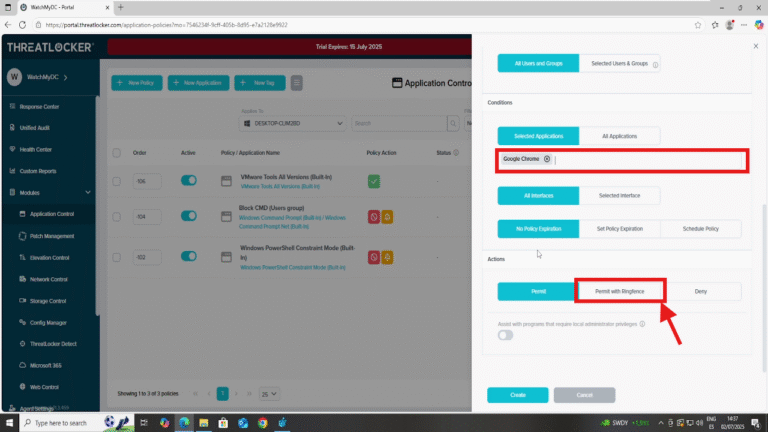 WatchMyDC - Portal
https://portal.threatlocker.com/application-policies?mo=7546234f-9cff-405b-8d95-e7a2128e9922
THREATLOCKER
Trial Expires: 15 July 2025
W
WatchMyDC
Response Center
Unified Audit
Health Center
Custom Reports
Modules
Application Control
Patch Management
Elevation Control
Network Control
Storage Control
Config Manager
ThreatLocker Detect
Microsoft 365
Web Control
Agent Settings
+ New Policy
+ New Application
+ New Tag
Application Contro
DESKTOP-CLIW2BD
Search
Order
Active
Policy / Application Name
Policy Action
Status
106
VMware Tools All Versions (Built-In)
VMware Tools All Versions (Built-In)
104
Block CMD (Users group)
Windows Command Prompt (Built-In) / Windows
Command Prompt Net (Built-In)
102
Windows PowerShell Constraint Mode (Built-
In)
Windows PowerShell Constraint Mode (Built-In)
Showing 1 to 3 of 3 policies
1
25
All Users and Groups
Selected Users & Groups
Conditions
Selected Applications
All Applications
Google Chrome
All Interfaces
Selected Interface
No Policy Expiration
Set Policy Expiration
Schedule Policy
Actions
Permit
Permit with Ringfence
Deny
Assist with programs that require local administrator privileges
Create
Cancel
Type here to search
SWDY
ENG
ES
14:37
02/07/2025